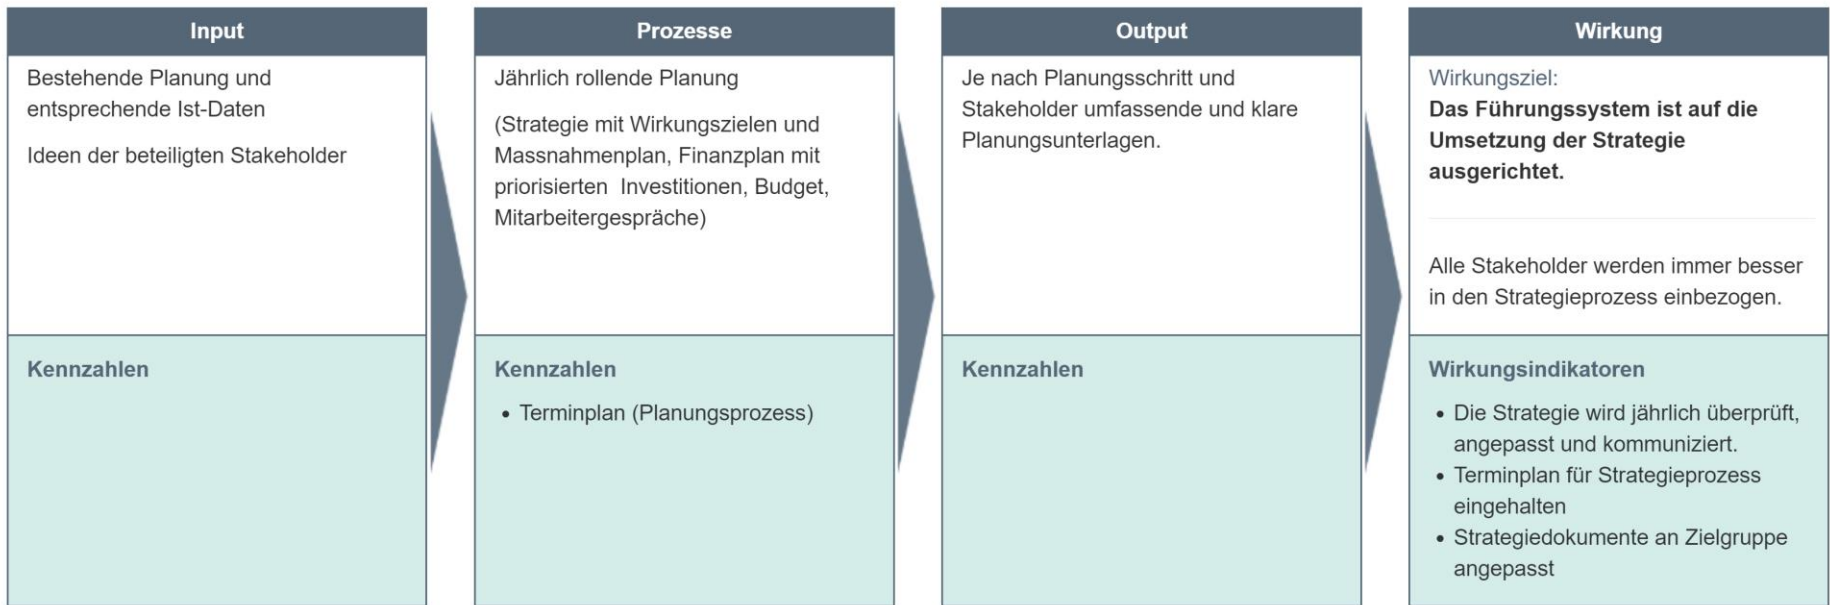 Input
Bestehende Planung und
entsprechende Ist-Daten
Ideen der beteiligten Stakeholder
Kennzahlen
Prozesse
Jährlich rollende Planung
(Strategie mit Wirkungszielen und
Massnahmenplan, Finanzplan mit
priorisierten Investitionen, Budget,
Mitarbeitergespräche)
Kennzahlen
• Terminplan (Planungsprozess)
Output
Je nach Planungsschritt und
Stakeholder umfassende und klare
Planungsunterlagen.
Kennzahlen
Wirkung
Wirkungsziel:
Das Führungssystem ist auf die
Umsetzung der Strategie
ausgerichtet.
Alle Stakeholder werden immer besser
in den Strategieprozess einbezogen.
Wirkungsindikatoren
• Die Strategie wird jährlich überprüft,
angepasst und kommuniziert.
• Terminplan für Strategieprozess
eingehalten
• Strategiedokumente an Zielgruppe
angepasst